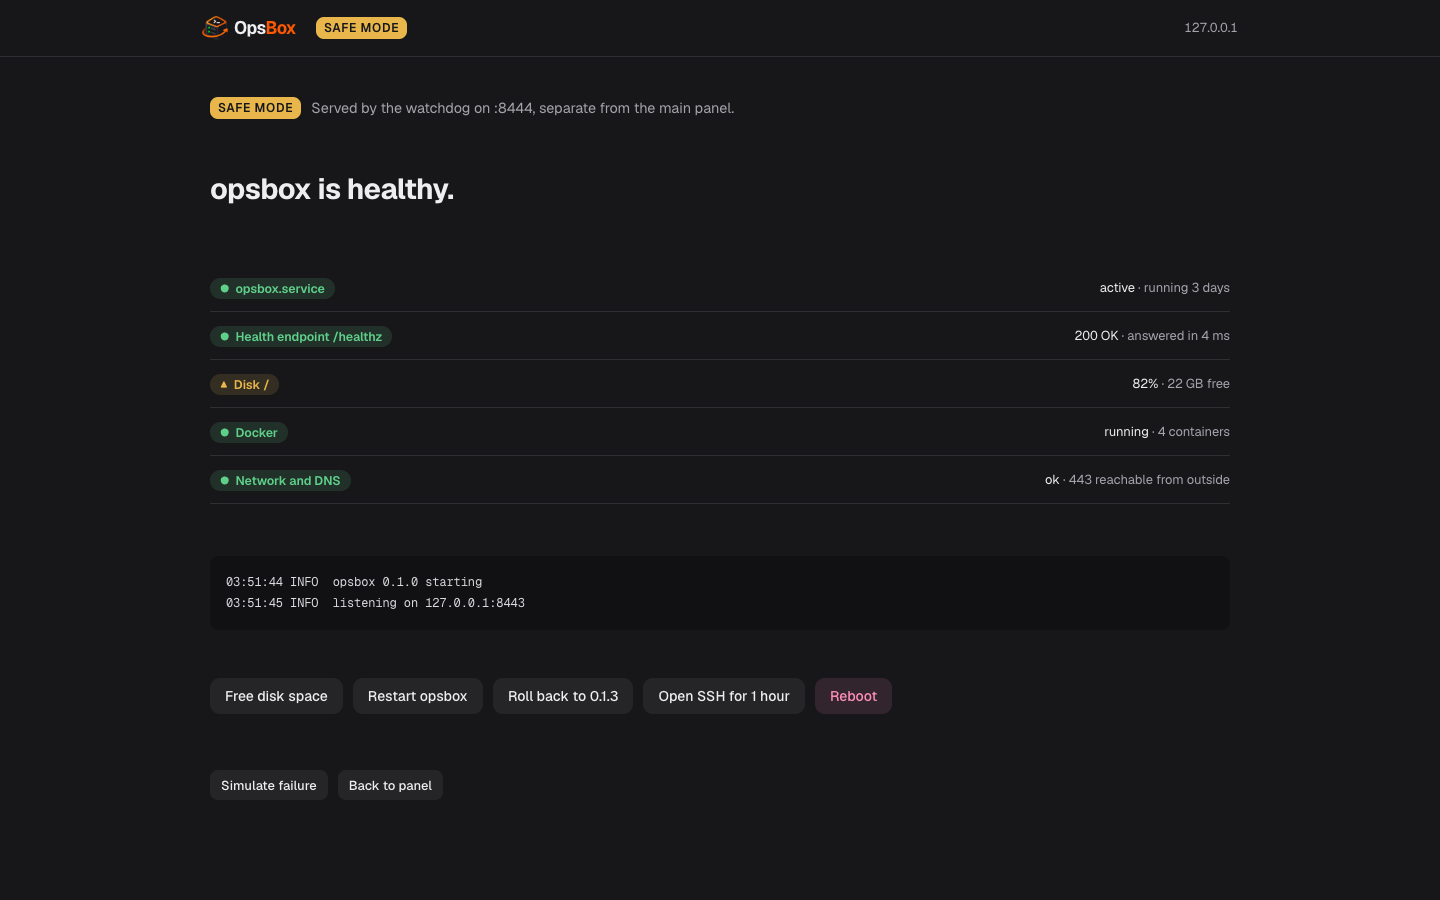 OpsBox SAFE MODE 127.0.0.1
SAFE MODE Served by the watchdog on :8444, separate from the main panel.
opsbox is healthy.
opsbox.service active · running 3 days
Health endpoint /healthz 200 OK · answered in 4 ms
Disk / 82% · 22 GB free
Docker running · 4 containers
Network and DNS ok · 443 reachable from outside
03:51:44 INFO  opsbox 0.1.0 starting
03:51:45 INFO  listening on 127.0.0.1:8443
Free disk space Restart opsbox Roll back to 0.1.3 Open SSH for 1 hour Reboot
Simulate failure Back to panel